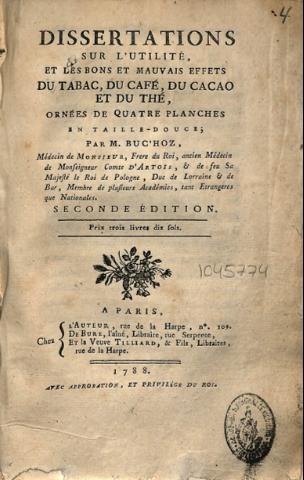 4
DISSERTATIONS
SUR L'UTILITÉ,
ET LES BONS ET MAUVAIS EFFETS
DU TABAC, DU CAFÉ, DU CACAO
ET DU THÉ,
ORNÉES DE QUATRE PLANCHES
EN TAILLE-DOUCE;
PAR M. BUC'HOZ,
Médecin de MONSIEUR, Frere du Roi, ancien Médecin
de Monseigneur Comte D'ARTOIS, & de feu Sa
Majesté le Roi de Pologne, Duc de Lorraine & de
Bar, Membre de plusieurs Académies, tant Etrangeres
que Nationales.
SECONDE ÉDITION.
Prix trois livres dix sols.
1045774
A PARIS,
Chez
L'AUTEUR, rue de la Harpe, n°. 109.
DE BURE, l'aîné, Libraire, rue Serpente,
Et la Veuve TILLIARD, & Fils, Libraires,
rue de la Harpe.
1788.
AVEC APPROBATION, ET PRIVILÉGE DU ROI.